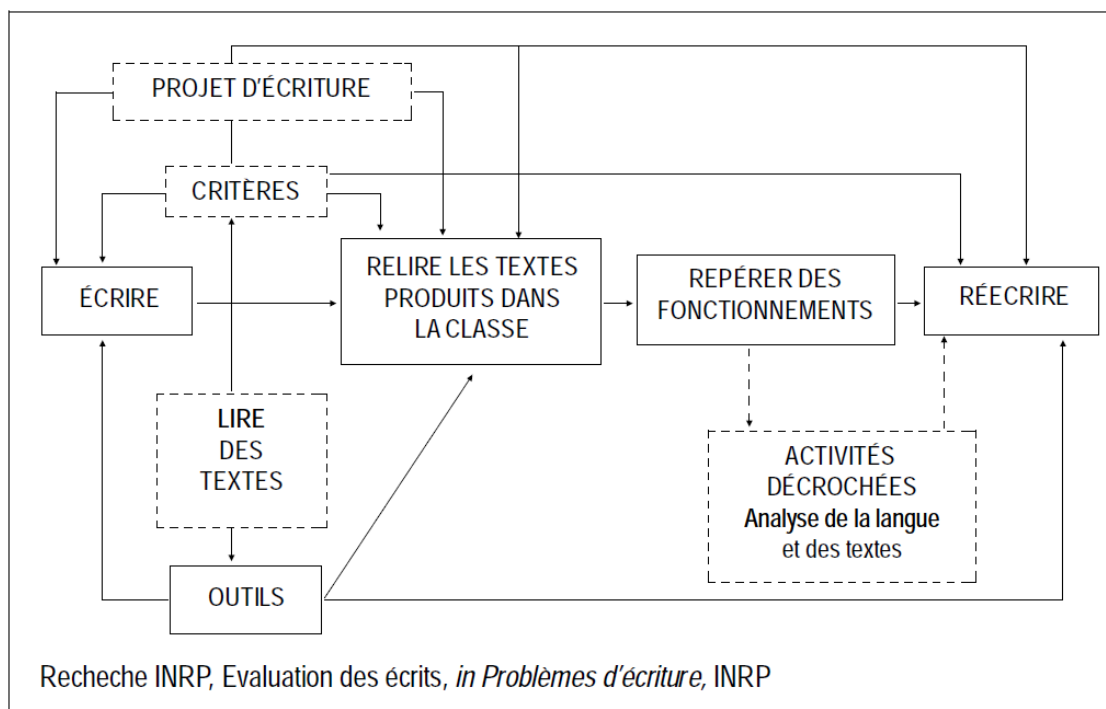 PROJET D'ÉCRITURE
CRITÈRES
ÉCRIRE
RELIRE LES TEXTES
PRODUITS DANS
LA CLASSE
REPÉRER DES
FONCTIONNEMENTS
RÉECRIRE
LIRE
DES
TEXTES
ACTIVITÉS
DÉCROCHÉES
Analyse de la langue
et des textes
OUTILS
Recheche INRP, Evaluation des écrits, in Problèmes d'écriture, INRP